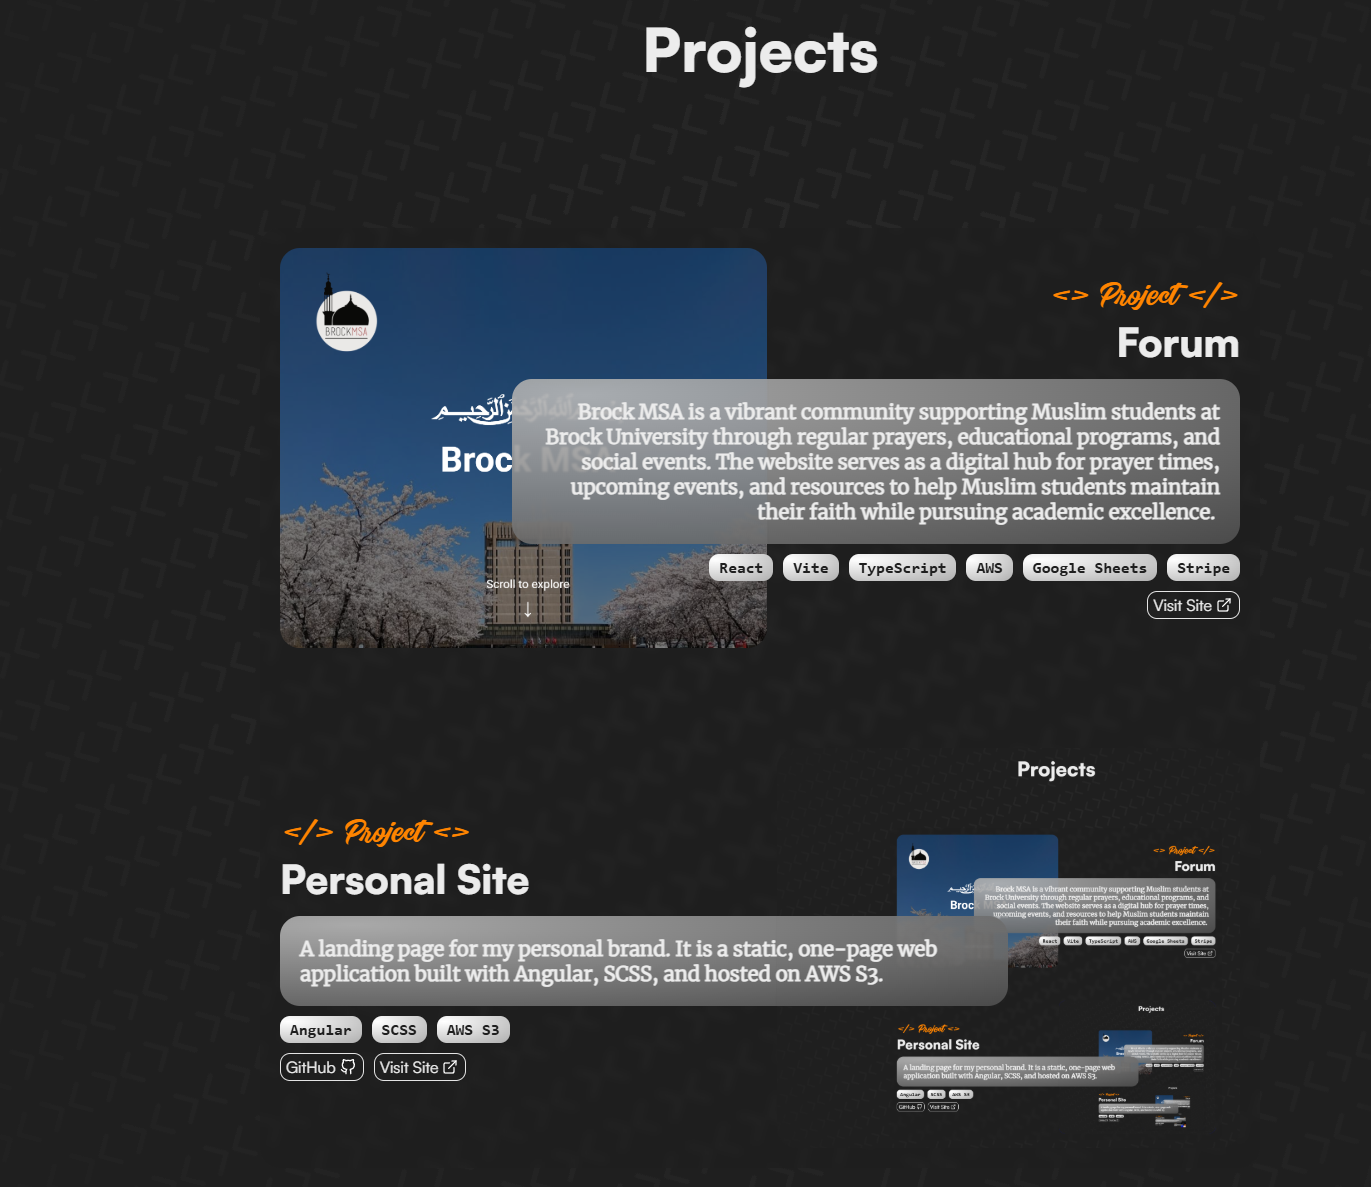 Projects
BROCKMSA
<> Project </>
Forum
Brock
Brock MSA is a vibrant community supporting Muslim students at
Brock University through regular prayers, educational programs, and
social events. The website serves as a digital hub for prayer times,
upcoming events, and resources to help Muslim students maintain
their faith while pursuing academic excellence.
React Vite TypeScript AWS Google Sheets Stripe
Scroll to explore
↓
Visit Site
</> Project <>
Personal Site
A landing page for my personal brand. It is a static, one-page web
application built with Angular, SCSS, and hosted on AWS S3.
Angular SCSS AWS S3
GitHub Visit Site
Projects
<> Project </>
Forum
Brock
Brock MSA is a vibrant community supporting Muslim students at
Brock University through regular prayers, educational programs, and
social events. The website serves as a digital hub for prayer times,
upcoming events, and resources to help Muslim students maintain
their faith while pursuing academic excellence.
React Vite TypeScript AWS Google Sheets Stripe
Visit Site
</> Project <>
Personal Site
A landing page for my personal brand. It is a static, one-page web
application built with Angular, SCSS, and hosted on AWS S3.
Angular SCSS AWS S3
GitHub Visit Site
Projects
Forum
Personal Site